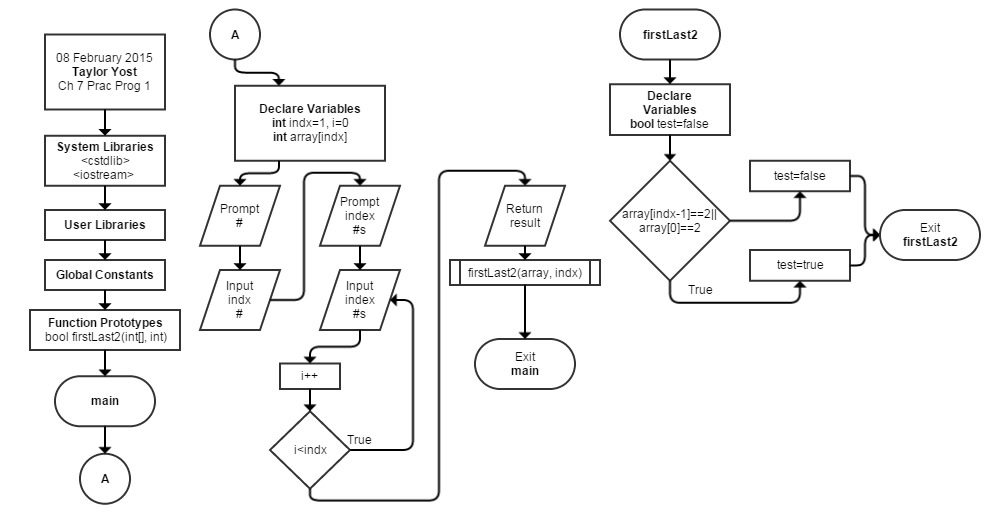 08 February 2015
Taylor Yost
Ch 7 Prac Prog 1
System Libraries
<cstdlib>
<iostream>
User Libraries
Global Constants
Function Prototypes
bool firstLast2(int[], int)
main
A
A
Declare Variables
int indx=1, i=0
int array[indx]
Prompt
#
Input
indx
#
Prompt
index
#s
Input
index
#s
i++
i<indx
True
Return
result
firstLast2(array, indx)
Exit
main
firstLast2
Declare
Variables
bool test=false
array[indx-1]==2||
array[0]==2
True
test=false
test=true
Exit
firstLast2